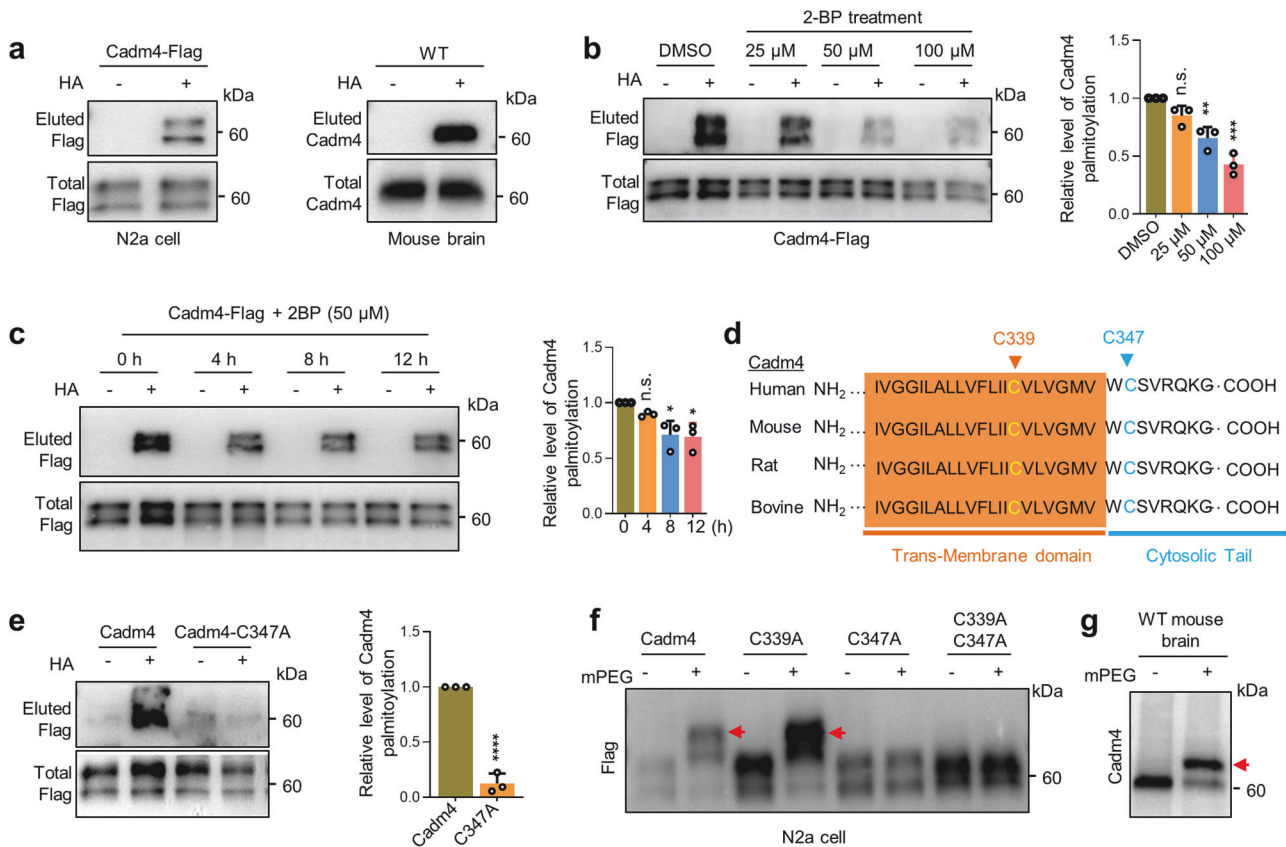 a
Cadm4-Flag
HA - +
kDa
Eluted
Flag
60
Total
Flag
60
N2a cell
WT
HA - +
kDa
Eluted
Cadm4
60
Total
Cadm4
60
Mouse brain
b
2-BP treatment
DMSO 25 µM 50 µM 100 µM
HA - + - + - + - +
kDa
Eluted
Flag
60
Total
Flag
60
Cadm4-Flag
Relative level of Cadm4
palmitoylation
1.5
1.0
0.5
0.0
n.s.
**
***
DMSO
25 µM
50 µM
100 µM
c
Cadm4-Flag + 2BP (50 µM)
0 h 4 h 8 h 12 h
HA - + - + - + - +
kDa
Eluted
Flag
60
Total
Flag
60
Relative level of Cadm4
palmitoylation
1.5
1.0
0.5
0.0
n.s.
*
*
0 4 8 12 (h)
d
C339 C347
Cadm4
Human NH2 ··· IVGGILALLVFLIICVLVGMV WCSVRQKG· COOH
Mouse NH2 ··· IVGGILALLVFLIICVLVGMV WCSVRQKG·· COOH
Rat NH2 ··· IVGGILALLVFLIICVLVGMV WCSVRQKG·· COOH
Bovine NH2 ··· IVGGILALLVFLIICVLVGMV WCSVRQKG·· COOH
Trans-Membrane domain Cytosolic Tail
e
Cadm4 Cadm4-C347A
HA - + - +
kDa
Eluted
Flag
60
Total
Flag
60
Relative level of Cadm4
palmitoylation
1.5
1.0
0.5
0.0
****
Cadm4
C347A
f
Cadm4 C339A C347A C339A
C347A
mPEG - + - + - + - +
kDa
Flag
60
N2a cell
g
WT mouse
brain
mPEG - +
kDa
Cadm4
60